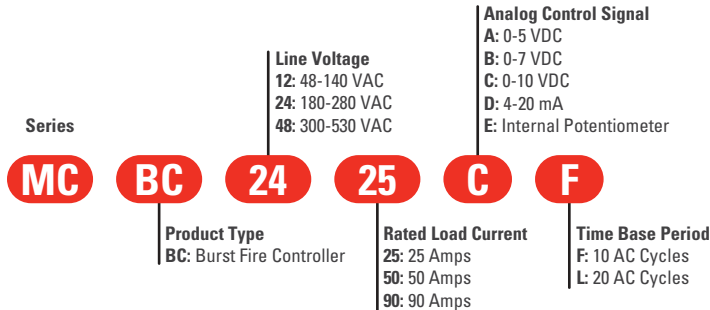 Analog Control Signal
A: 0-5 VDC
B: 0-7 VDC
C: 0-10 VDC
D: 4-20 mA
E: Internal Potentiometer
Line Voltage
12: 48-140 VAC
24: 180-280 VAC
48: 300-530 VAC
Series
MC BC 24 25 C F
Product Type
BC: Burst Fire Controller
Rated Load Current
25: 25 Amps
50: 50 Amps
90: 90 Amps
Time Base Period
F: 10 AC Cycles
L: 20 AC Cycles